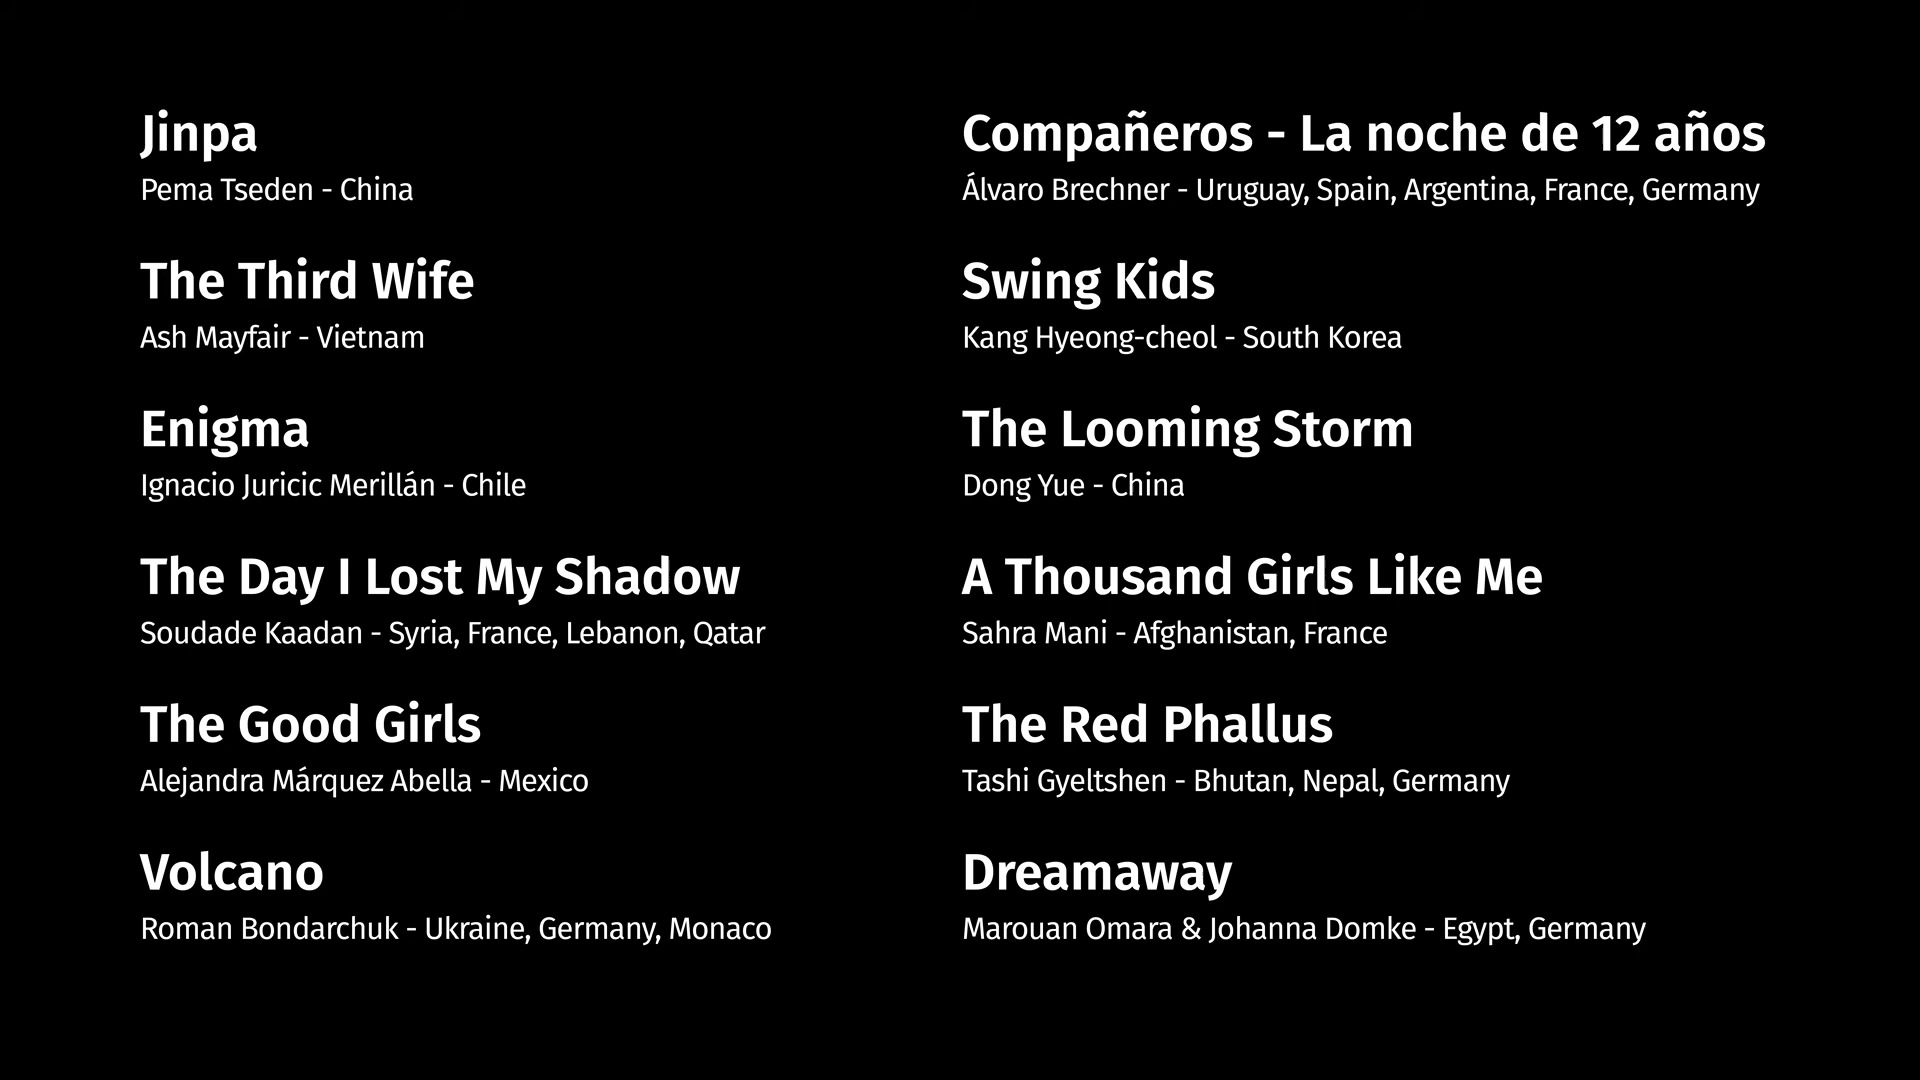 Jinpa
Pema Tseden - China
The Third Wife
Ash Mayfair - Vietnam
Enigma
Ignacio Juricic Merillán - Chile
The Day I Lost My Shadow
Soudade Kaadan - Syria, France, Lebanon, Qatar
The Good Girls
Alejandra Márquez Abella - Mexico
Volcano
Roman Bondarchuk - Ukraine, Germany, Monaco
Compañeros - La noche de 12 años
Álvaro Brechner - Uruguay, Spain, Argentina, France, Germany
Swing Kids
Kang Hyeong-cheol - South Korea
The Looming Storm
Dong Yue - China
A Thousand Girls Like Me
Sahra Mani - Afghanistan, France
The Red Phallus
Tashi Gyeltshen - Bhutan, Nepal, Germany
Dreamaway
Marouan Omara & Johanna Domke - Egypt, Germany